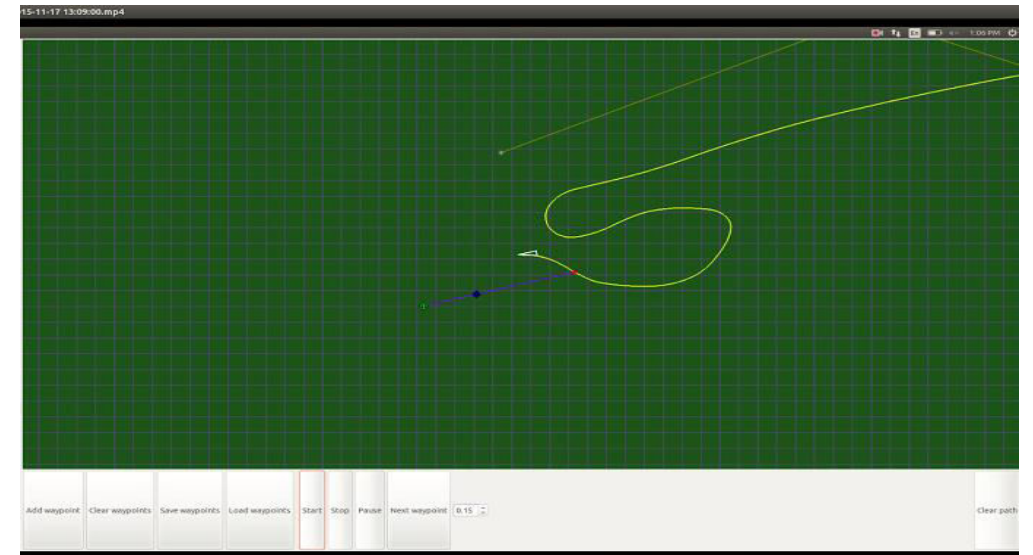 15-11-17 13:09:00.mp4
En 1:06 PM
Add waypoint Clear waypoints Save waypoints Load waypoints Start Stop Pause Next waypoint 0.15 Clear path